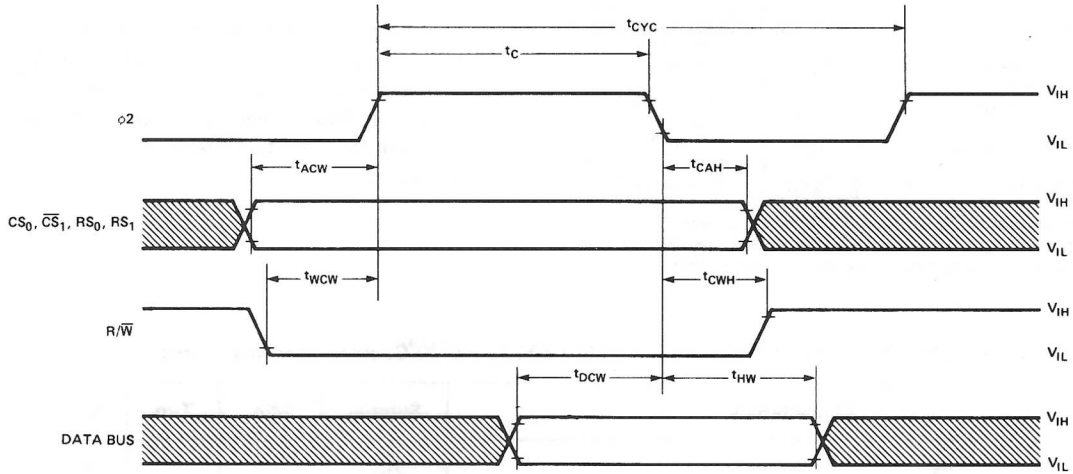 tCYC
tC
φ2
VIH
VIL
tACW
tCAH
CS0, C̅S̅1, RS0, RS1
VIH
VIL
tWCW
tCWH
R/W̅
VIH
VIL
tDCW
tHW
DATA BUS
VIH
VIL